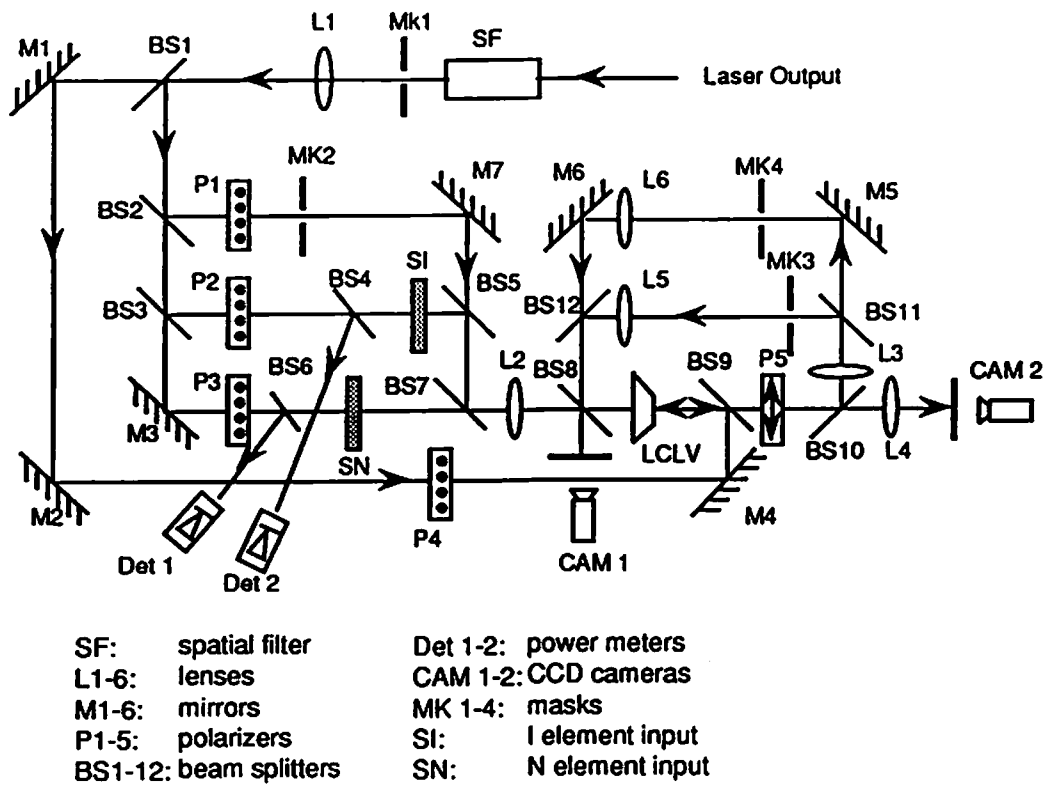 L1
Mk1
SF
M1
BS1
Laser Output
MK2
M7
M6
L6
MK4
M5
P1
BS2
SI
MK3
P2
BS4
BS5
BS12
L5
BS3
BS11
P3
BS6
BS7
L2
BS8
BS9
P5
L3
CAM 2
M3
SN
LCLV
BS10
L4
M2
M4
P4
Det 1
Det 2
CAM 1
SF: spatial filter
L1-6: lenses
M1-6: mirrors
P1-5: polarizers
BS1-12: beam splitters
Det 1-2: power meters
CAM 1-2: CCD cameras
MK 1-4: masks
SI: I element input
SN: N element input